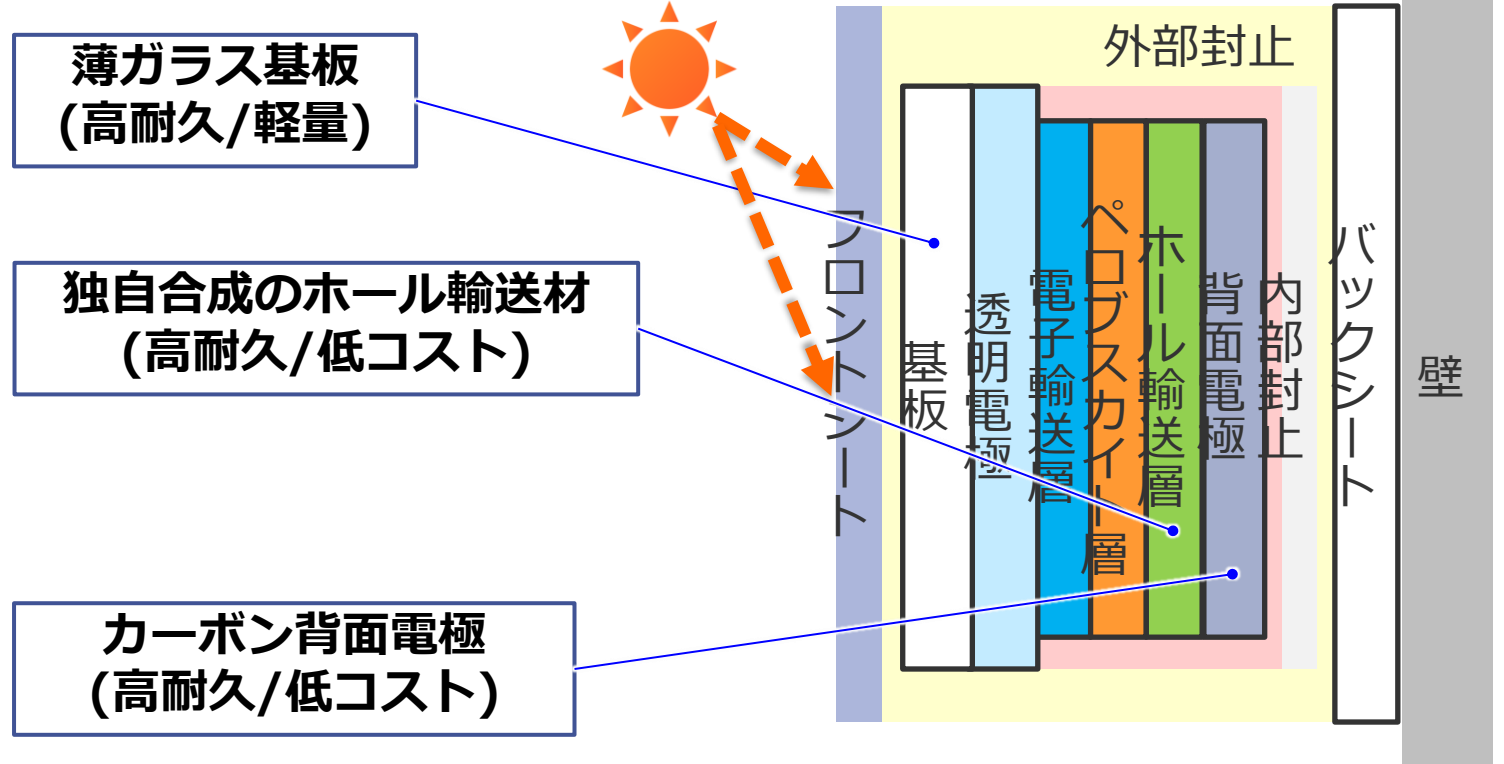 薄ガラス基板
(高耐久/軽量)
独自合成のホール輸送材
(高耐久/低コスト)
カーボン背面電極
(高耐久/低コスト)
外部封止
フロントシート
基板
透明電極
電子輸送層
ペロブスカイト層
ホール輸送層
背面電極
内部封止
バックシート
壁